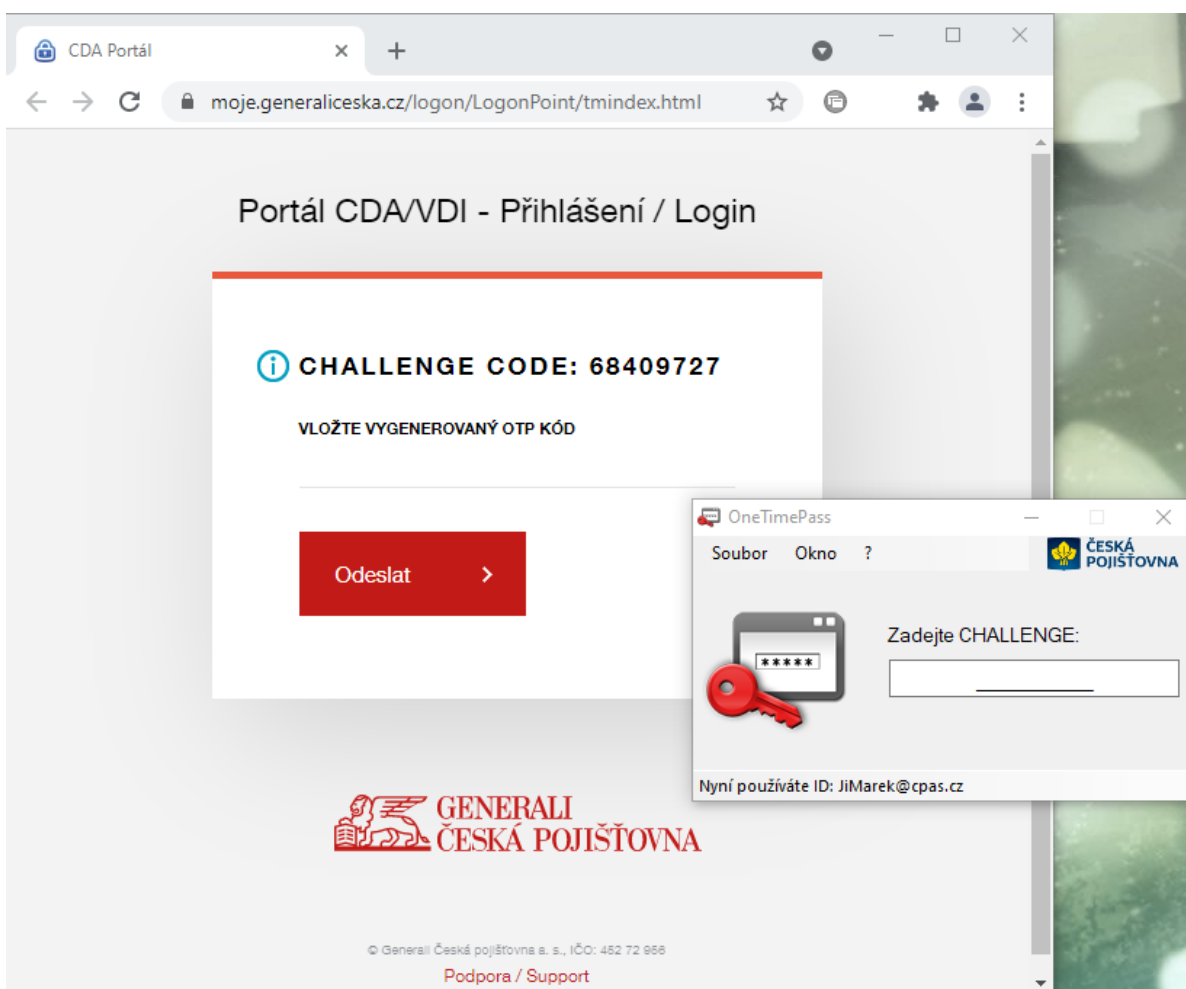 CDA Portál
moje.generaliceska.cz/logon/LogonPoint/tmindex.html
Portál CDA/VDI - Přihlášení / Login
CHALLENGE CODE: 68409727
VLOŽTE VYGENEROVANÝ OTP KÓD
Odeslat
OneTimePass
Soubor Okno ?
ČESKÁ
POJIŠŤOVNA
Zadejte CHALLENGE:
*****
Nyní používáte ID: JiMarek@cpas.cz
GENERALI
ČESKÁ POJIŠŤOVNA
© Generali Česká pojišťovna a. s., IČO: 452 72 956
Podpora / Support